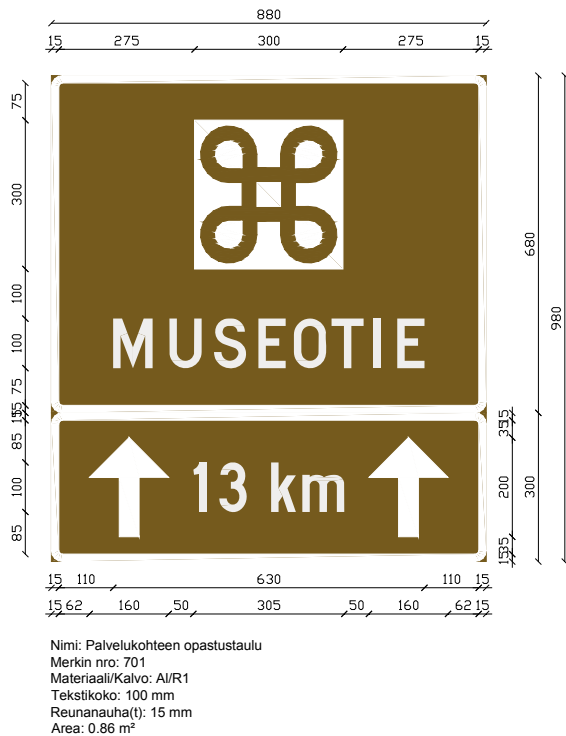 880
15 275 300 275 15
75
300
100
100
75
15
15
85
100
85
680
980
15
35
200
300
35
15
MUSEOTIE
13 km
15 110 630 110 15
15 62 160 50 305 50 160 62 15
Nimi: Palvelukohteen opastustaulu
Merkin nro: 701
Materiaali/Kalvo: Al/R1
Tekstikoko: 100 mm
Reunanauha(t): 15 mm
Area: 0.86 m²